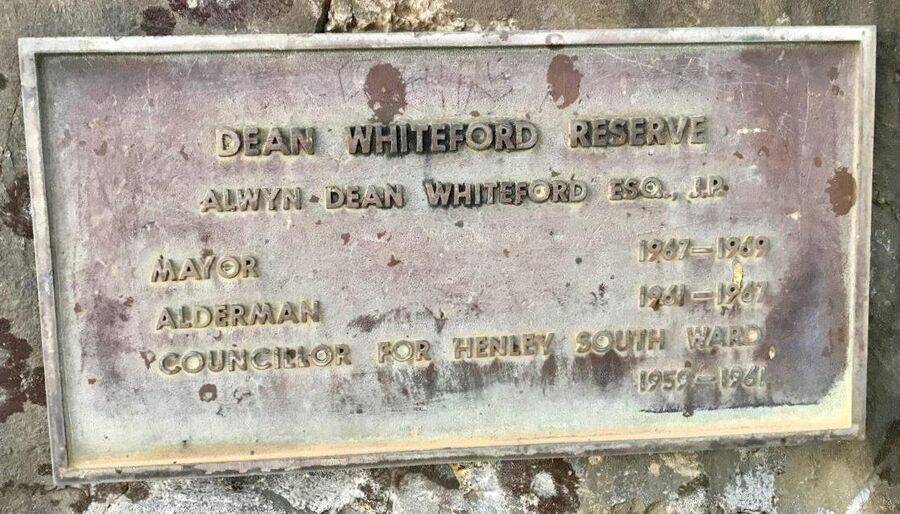 DEAN WHITEFORD RESERVE
ALWYN DEAN WHITEFORD ESQ., J.P.
MAYOR 1967-1969
ALDERMAN 1961-1967
COUNCILLOR FOR HENLEY SOUTH WARD
1959-1961